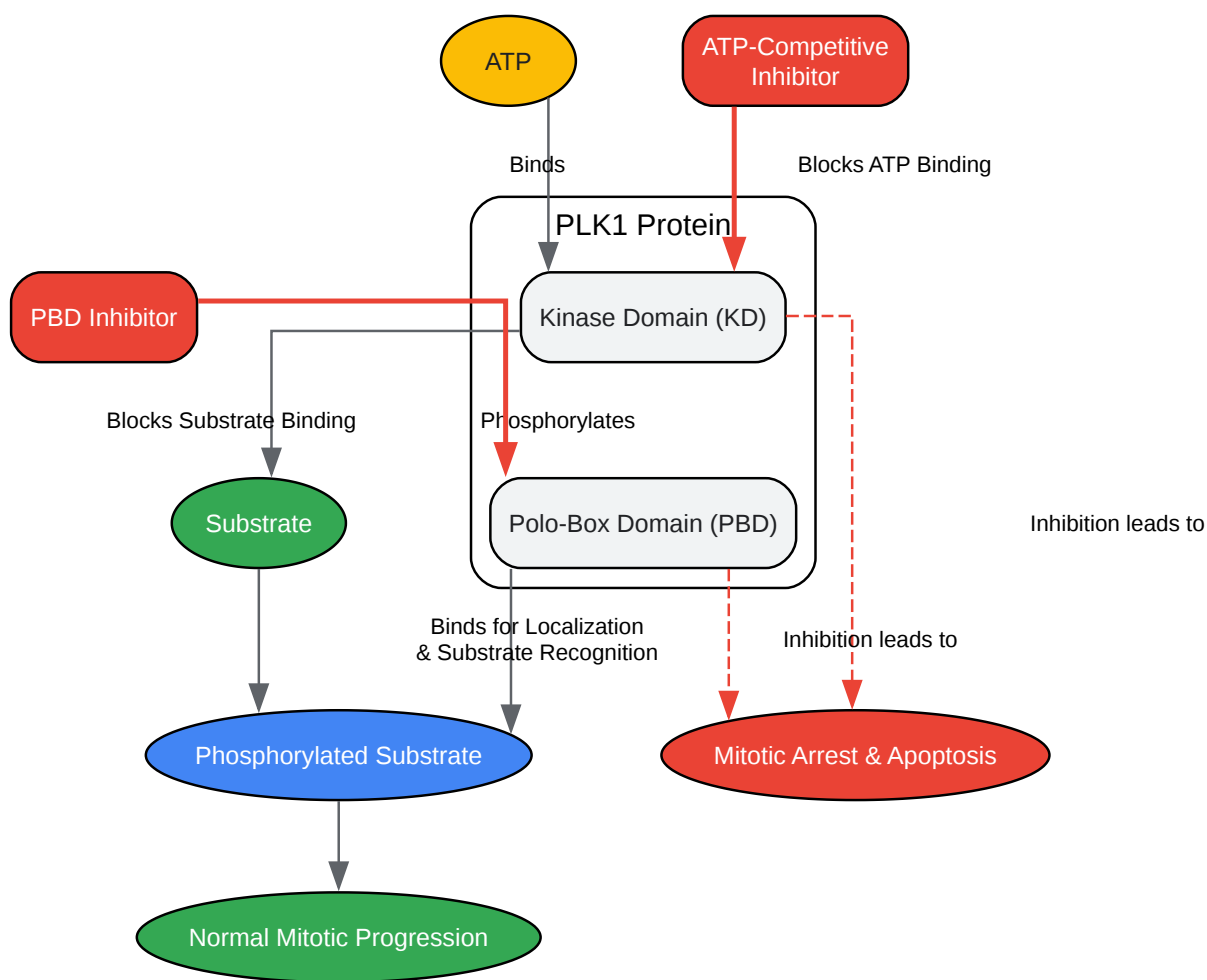 ATP
ATP-Competitive
Inhibitor
Binds
Blocks ATP Binding
PLK1 Protein
PBD Inhibitor
Kinase Domain (KD)
Blocks Substrate Binding
Phosphorylates
Substrate
Polo-Box Domain (PBD)
Inhibition leads to
Binds for Localization
& Substrate Recognition
Inhibition leads to
Phosphorylated Substrate
Mitotic Arrest & Apoptosis
Normal Mitotic Progression